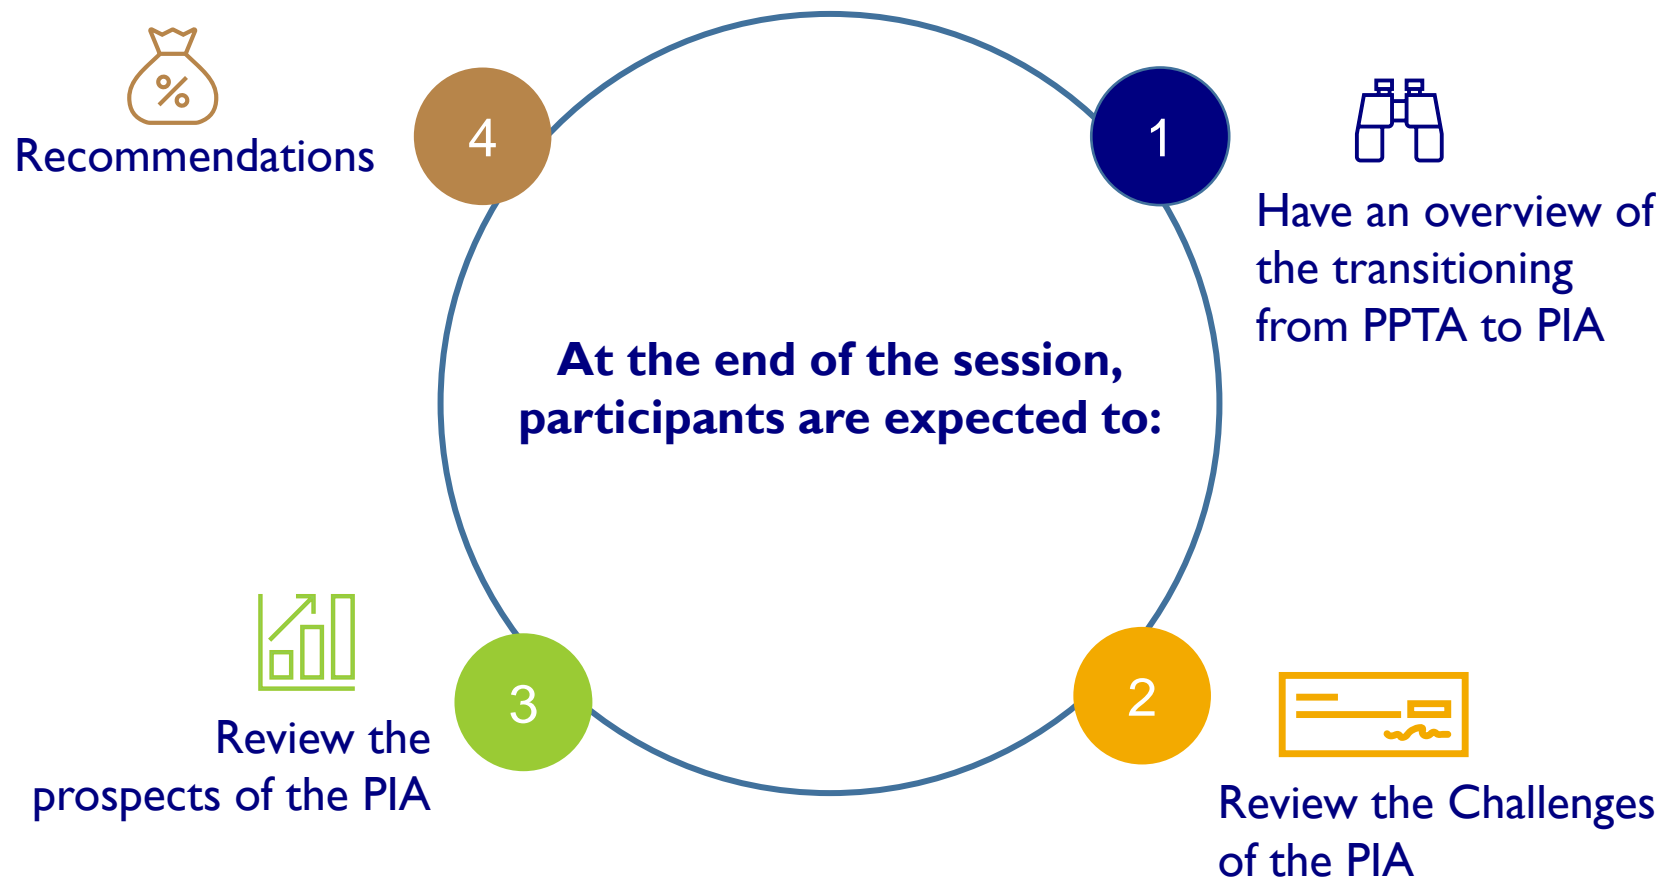 At the end of the session,
participants are expected to:
1
Have an overview of
the transitioning
from PPTA to PIA
2
Review the Challenges
of the PIA
3
Review the
prospects of the PIA
4
%
Recommendations